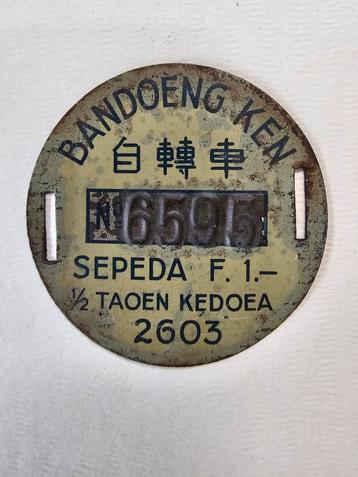 BANDOENG KEN
自轉車
No 6595
SEPEDA F. 1.–
½ TAOEN KEDOEA
2603